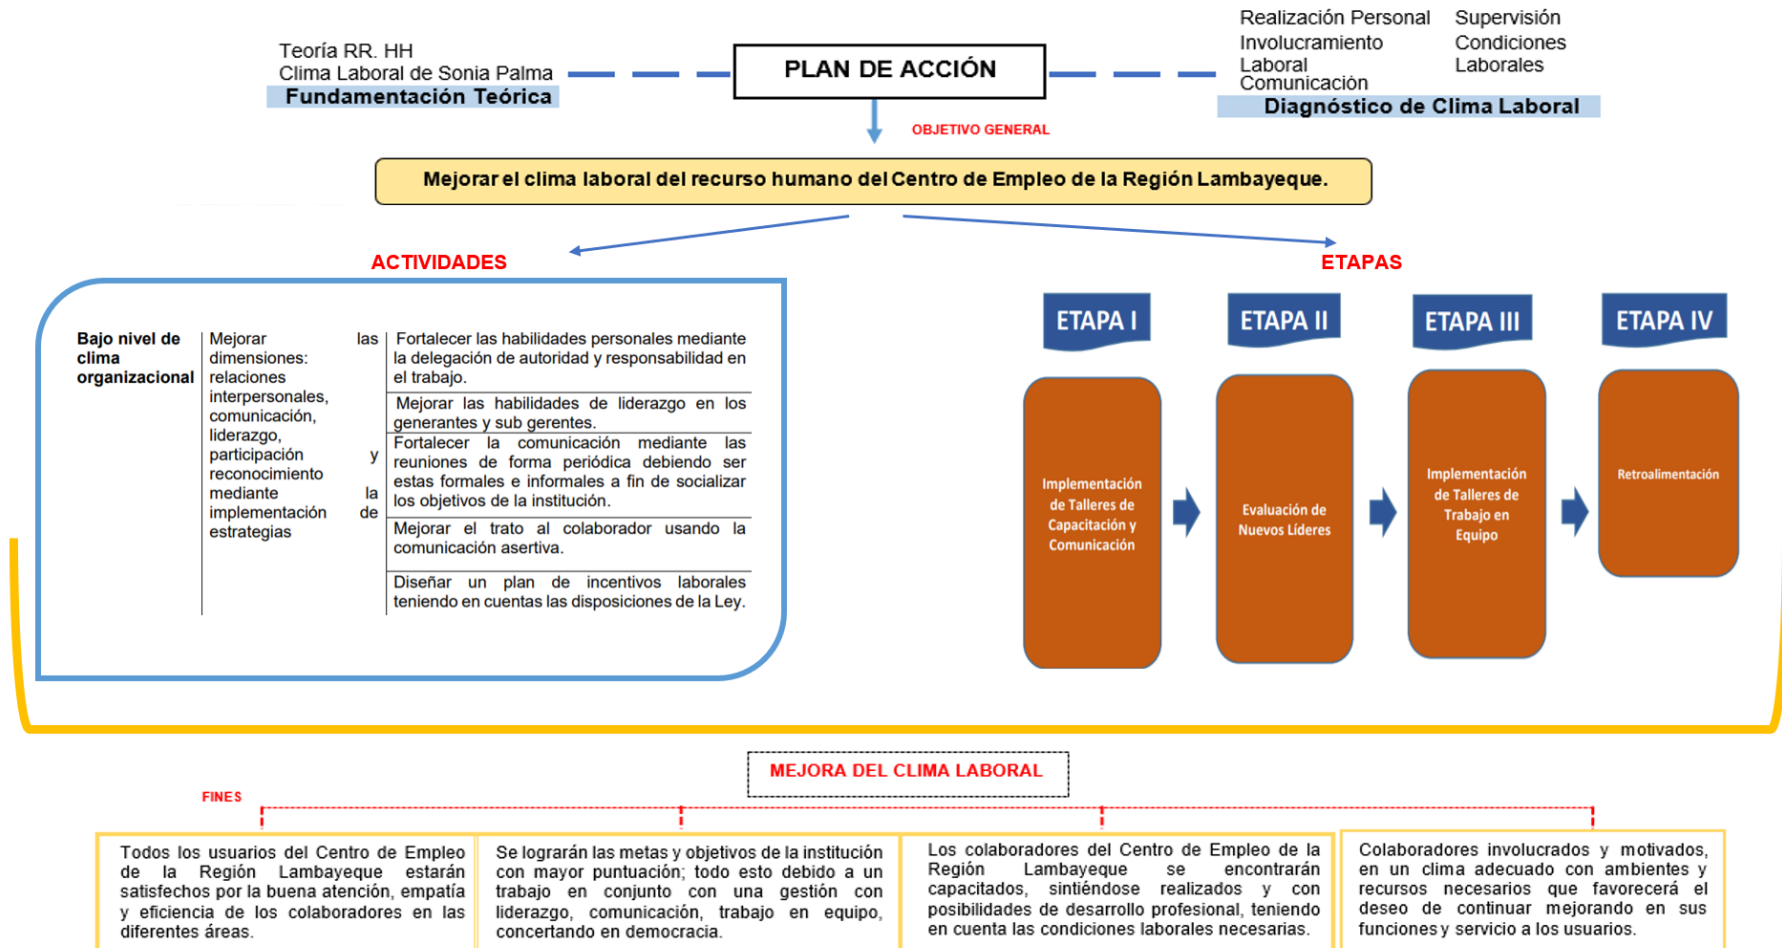 Teoría RR. HH
Clima Laboral de Sonia Palma
Fundamentación Teórica
PLAN DE ACCIÓN
Realización Personal
Involucramiento
Laboral
Comunicación
Supervisión
Condiciones
Laborales
Diagnóstico de Clima Laboral
OBJETIVO GENERAL
Mejorar el clima laboral del recurso humano del Centro de Empleo de la Región Lambayeque.
ACTIVIDADES
Bajo nivel de
clima
organizacional
Mejorar las
dimensiones:
relaciones
interpersonales,
comunicación,
liderazgo,
participación y
reconocimiento
mediante la
implementación de
estrategias
Fortalecer las habilidades personales mediante
la delegación de autoridad y responsabilidad en
el trabajo.
Mejorar las habilidades de liderazgo en los
generantes y sub gerentes.
Fortalecer la comunicación mediante las
reuniones de forma periódica debiendo ser
estas formales e informales a fin de socializar
los objetivos de la institución.
Mejorar el trato al colaborador usando la
comunicación asertiva.
Diseñar un plan de incentivos laborales
teniendo en cuentas las disposiciones de la Ley.
ETAPAS
ETAPA I
Implementación
de Talleres de
Capacitación y
Comunicación
ETAPA II
Evaluación de
Nuevos Líderes
ETAPA III
Implementación
de Talleres de
Trabajo en
Equipo
ETAPA IV
Retroalimentación
MEJORA DEL CLIMA LABORAL
FINES
Todos los usuarios del Centro de Empleo
de la Región Lambayeque estarán
satisfechos por la buena atención, empatía
y eficiencia de los colaboradores en las
diferentes áreas.
Se lograrán las metas y objetivos de la institución
con mayor puntuación; todo esto debido a un
trabajo en conjunto con una gestión con
liderazgo, comunicación, trabajo en equipo,
concertando en democracia.
Los colaboradores del Centro de Empleo de la
Región Lambayeque se encontrarán
capacitados, sintiéndose realizados y con
posibilidades de desarrollo profesional, teniendo
en cuenta las condiciones laborales necesarias.
Colaboradores involucrados y motivados,
en un clima adecuado con ambientes y
recursos necesarios que favorecerá el
deseo de continuar mejorando en sus
funciones y servicio a los usuarios.